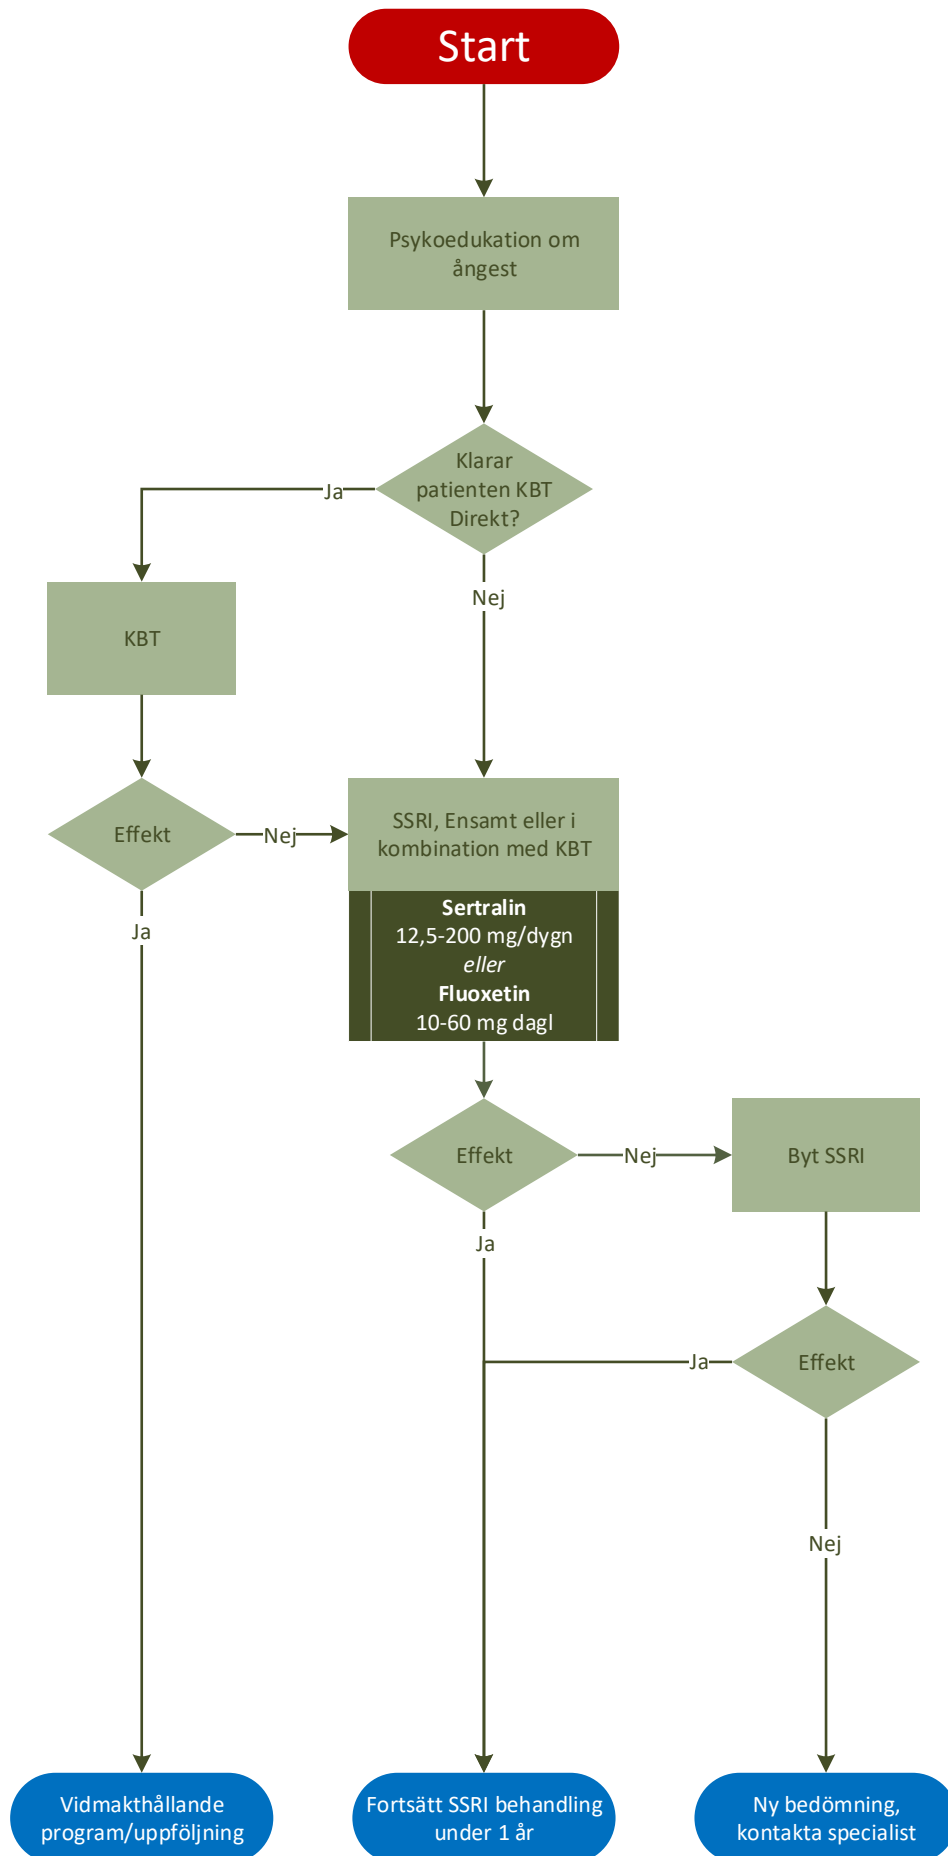 Start
Psykoedukation om
ångest
Klarar
patienten KBT
Direkt?
Ja
Nej
KBT
Effekt
Nej
SSRI, Ensamt eller i
kombination med KBT
Sertralin
12,5-200 mg/dygn
eller
Fluoxetin
10-60 mg dagl
Ja
Effekt
Nej
Byt SSRI
Ja
Ja
Effekt
Nej
Vidmakthållande
program/uppföljning
Fortsätt SSRI behandling
under 1 år
Ny bedömning,
kontakta specialist